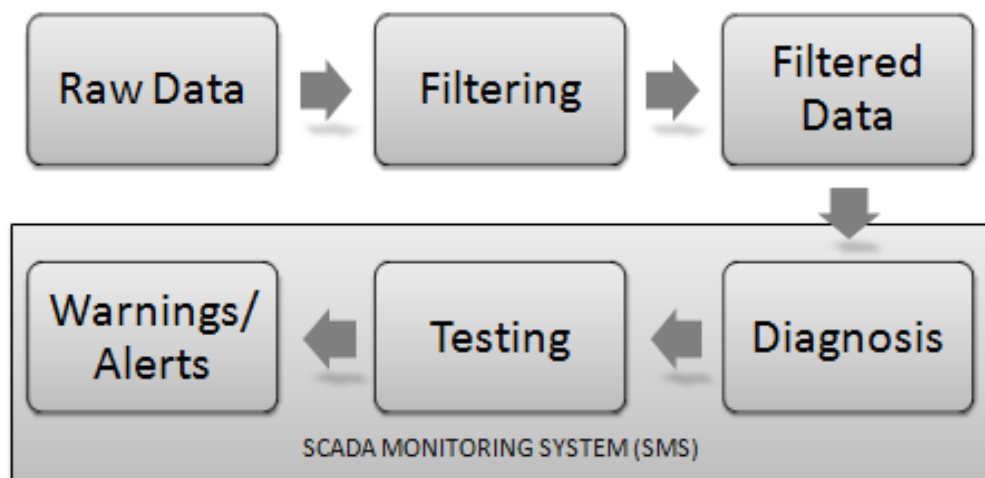 Raw Data
Filtering
Filtered
Data
Warnings/
Alerts
Testing
Diagnosis
SCADA MONITORING SYSTEM (SMS)